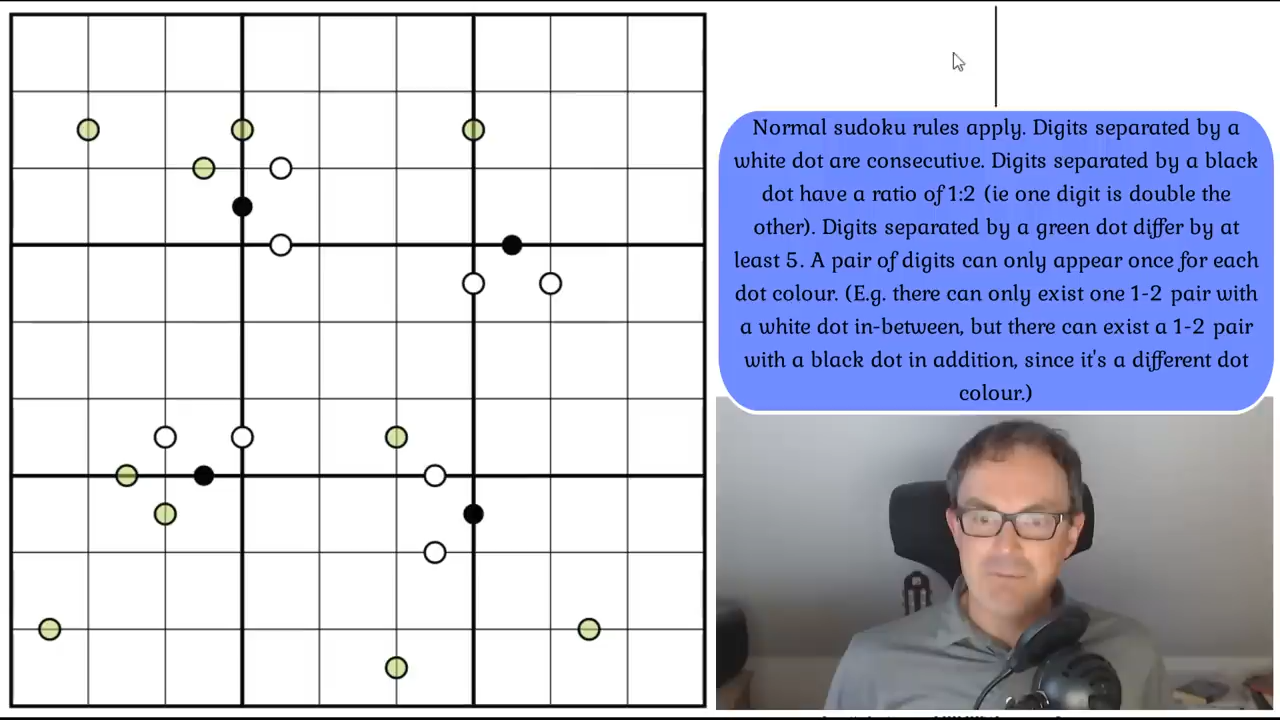 Normal sudoku rules apply. Digits separated by a
white dot are consecutive. Digits separated by a black
dot have a ratio of 1:2 (ie one digit is double the
other). Digits separated by a green dot differ by at
least 5. A pair of digits can only appear once for each
dot colour. (E.g. there can only exist one 1-2 pair with
a white dot in-between, but there can exist a 1-2 pair
with a black dot in addition, since it's a different dot
colour.)